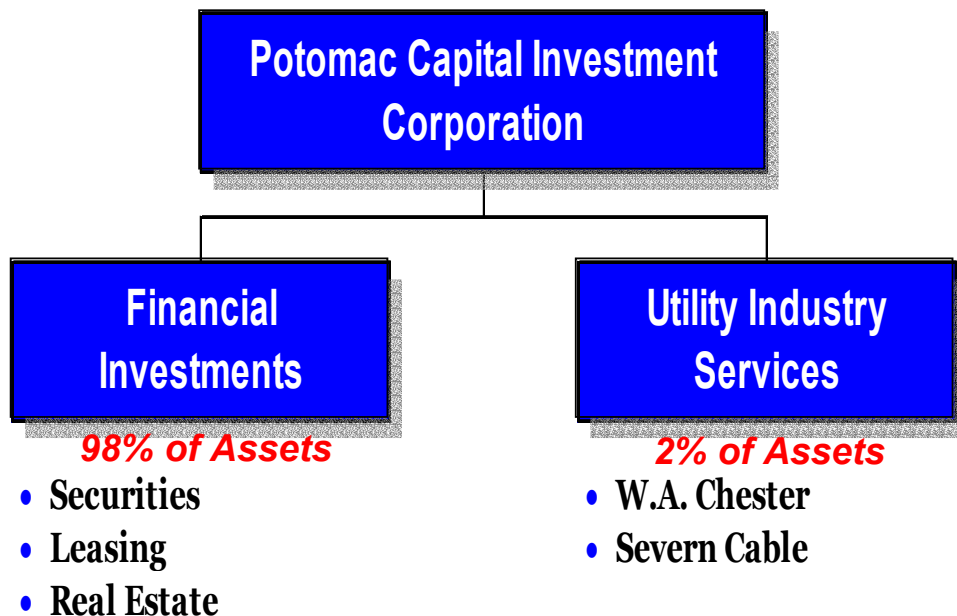 Potomac Capital Investment
Corporation
Financial
Investments
98% of Assets
• Securities
• Leasing
• Real Estate
Utility Industry
Services
2% of Assets
• W.A. Chester
• Severn Cable